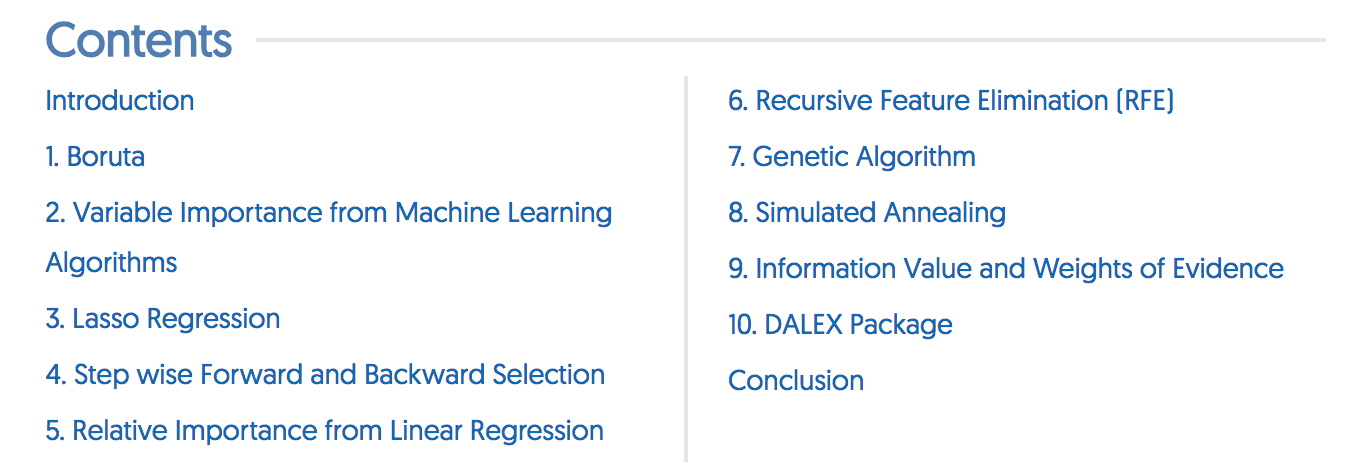 Contents
Introduction
1. Boruta
2. Variable Importance from Machine Learning
Algorithms
3. Lasso Regression
4. Step wise Forward and Backward Selection
5. Relative Importance from Linear Regression
6. Recursive Feature Elimination (RFE)
7. Genetic Algorithm
8. Simulated Annealing
9. Information Value and Weights of Evidence
10. DALEX Package
Conclusion